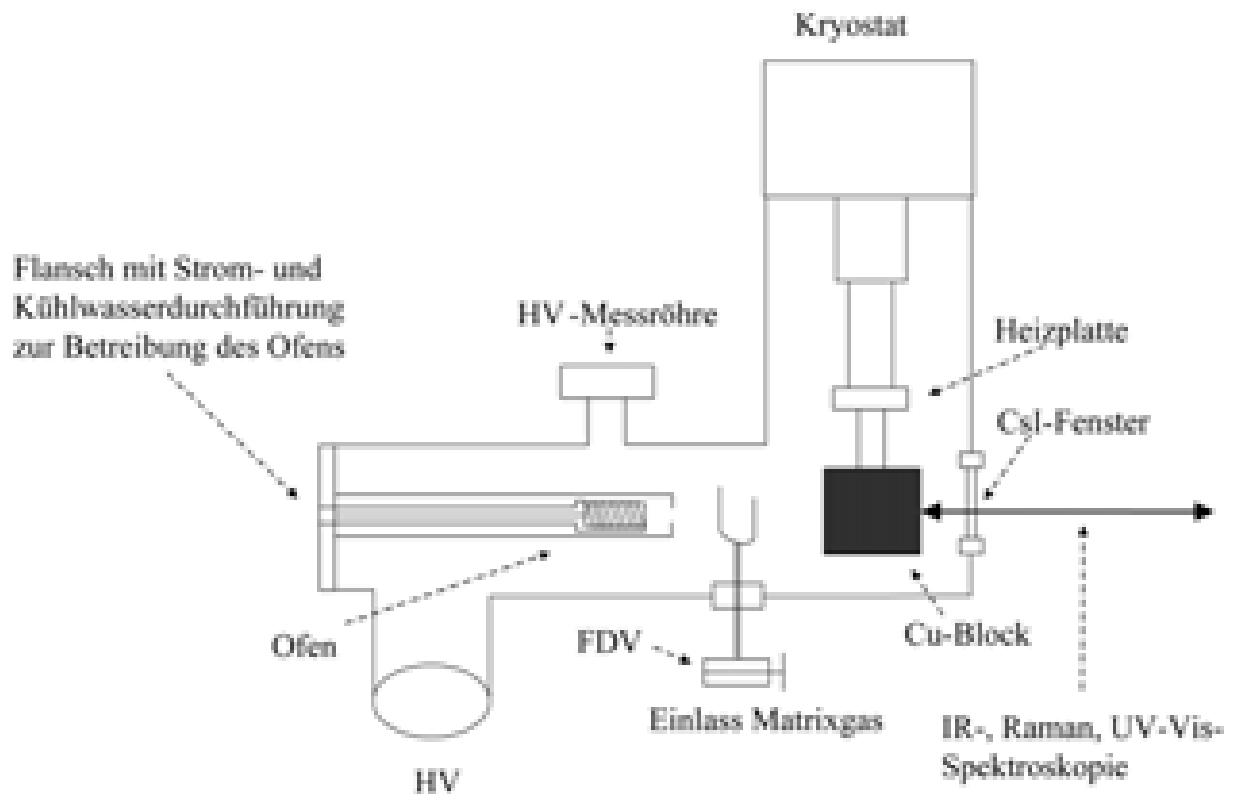 Kryostat
Flansch mit Strom- und
Kühlwasserdurchführung
zur Betreibung des Ofens
HV-Messröhre
Heizplatte
CsI-Fenster
Ofen
FDV
Cu-Block
Einlass Matrixgas
IR-, Raman, UV-Vis-
Spektroskopie
HV